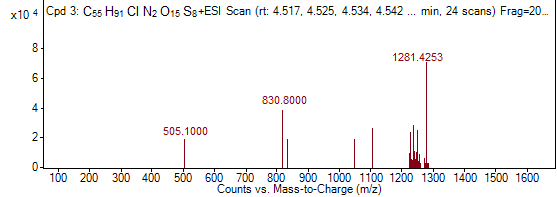 x10 4 Cpd 3: C55 H91 Cl N2 O15 S8+ESI Scan (rt: 4.517, 4.525, 4.534, 4.542 ... min, 24 scans) Frag=20...
8
1281.4253
6
4
830.8000
2
505.1000
0
100 200 300 400 500 600 700 800 900 1000 1100 1200 1300 1400 1500 1600
Counts vs. Mass-to-Charge (m/z)